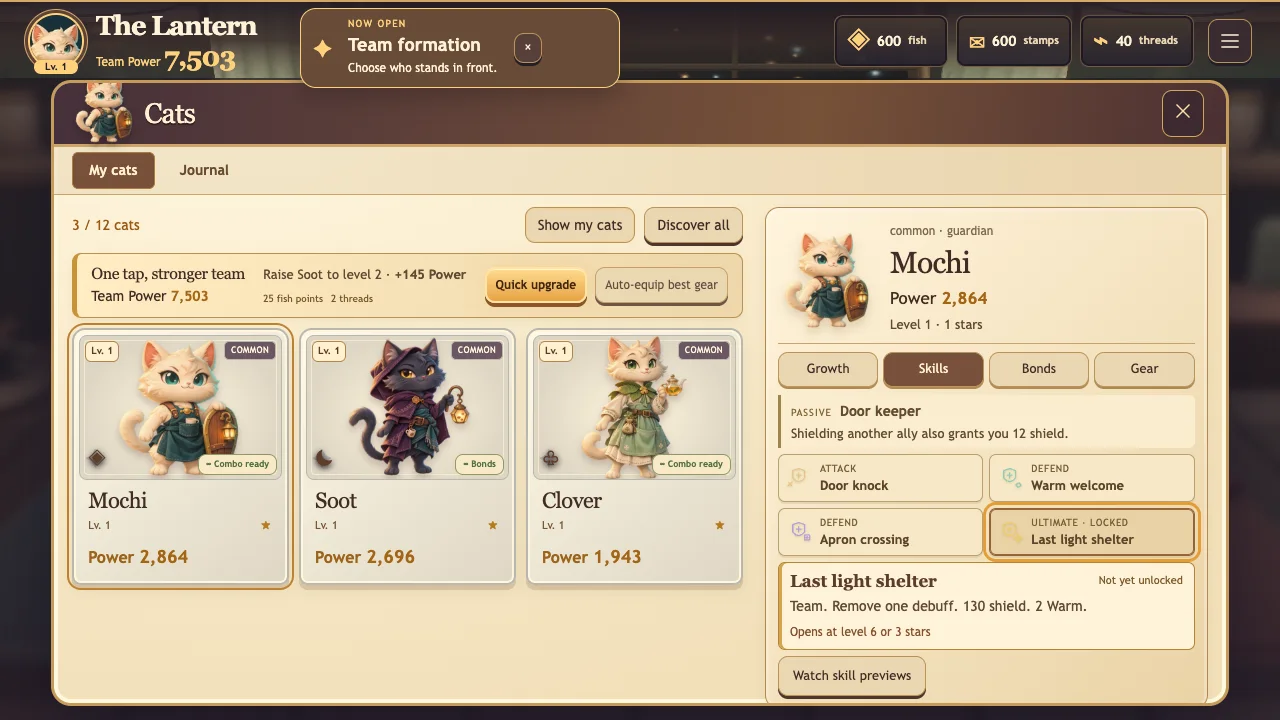 The Lantern
Team Power 7,503
Lv. 1
NOW OPEN
Team formation
Choose who stands in front.
×
600 fish
600 stamps
40 threads
Cats
My cats
Journal
3 / 12 cats
Show my cats
Discover all
One tap, stronger team
Team Power 7,503
Raise Soot to level 2 · +145 Power
25 fish points 2 threads
Quick upgrade
Auto-equip best gear
Lv. 1
COMMON
Combo ready
Mochi
Lv. 1
Power 2,864
Lv. 1
COMMON
Bonds
Soot
Lv. 1
Power 2,696
Lv. 1
COMMON
Combo ready
Clover
Lv. 1
Power 1,943
common · guardian
Mochi
Power 2,864
Level 1 · 1 stars
Growth
Skills
Bonds
Gear
PASSIVE Door keeper
Shielding another ally also grants you 12 shield.
ATTACK
Door knock
DEFEND
Warm welcome
DEFEND
Apron crossing
ULTIMATE · LOCKED
Last light shelter
Last light shelter
Not yet unlocked
Team. Remove one debuff. 130 shield. 2 Warm.
Opens at level 6 or 3 stars
Watch skill previews